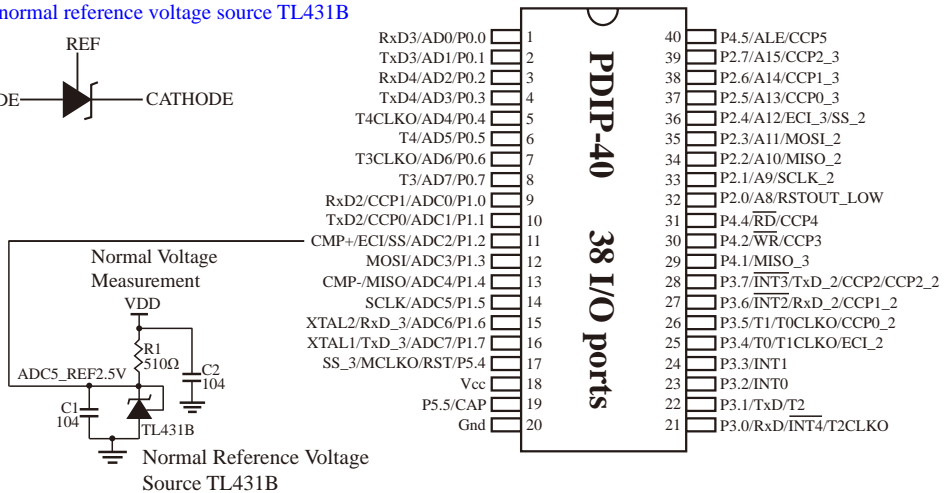 normal reference voltage source TL431B
REF
DE
CATHODE
Normal Voltage
Measurement
VDD
R1
510Ω
C2
104
ADC5_REF2.5V
C1
104
TL431B
Normal Reference Voltage
Source TL431B
PDIP-40 38 I/O ports
RxD3/AD0/P0.0 1
TxD3/AD1/P0.1 2
RxD4/AD2/P0.2 3
TxD4/AD3/P0.3 4
T4CLKO/AD4/P0.4 5
T4/AD5/P0.5 6
T3CLKO/AD6/P0.6 7
T3/AD7/P0.7 8
RxD2/CCP1/ADC0/P1.0 9
TxD2/CCP0/ADC1/P1.1 10
CMP+/ECI/SS/ADC2/P1.2 11
MOSI/ADC3/P1.3 12
CMP-/MISO/ADC4/P1.4 13
SCLK/ADC5/P1.5 14
XTAL2/RxD_3/ADC6/P1.6 15
XTAL1/TxD_3/ADC7/P1.7 16
SS_3/MCLKO/RST/P5.4 17
Vcc 18
P5.5/CAP 19
Gnd 20
40 P4.5/ALE/CCP5
39 P2.7/A15/CCP2_3
38 P2.6/A14/CCP1_3
37 P2.5/A13/CCP0_3
36 P2.4/A12/ECI_3/SS_2
35 P2.3/A11/MOSI_2
34 P2.2/A10/MISO_2
33 P2.1/A9/SCLK_2
32 P2.0/A8/RSTOUT_LOW
31 P4.4/RD/CCP4
30 P4.2/WR/CCP3
29 P4.1/MISO_3
28 P3.7/INT3/TxD_2/CCP2/CCP2_2
27 P3.6/INT2/RxD_2/CCP1_2
26 P3.5/T1/T0CLKO/CCP0_2
25 P3.4/T0/T1CLKO/ECI_2
24 P3.3/INT1
23 P3.2/INT0
22 P3.1/TxD/T2
21 P3.0/RxD/INT4/T2CLKO